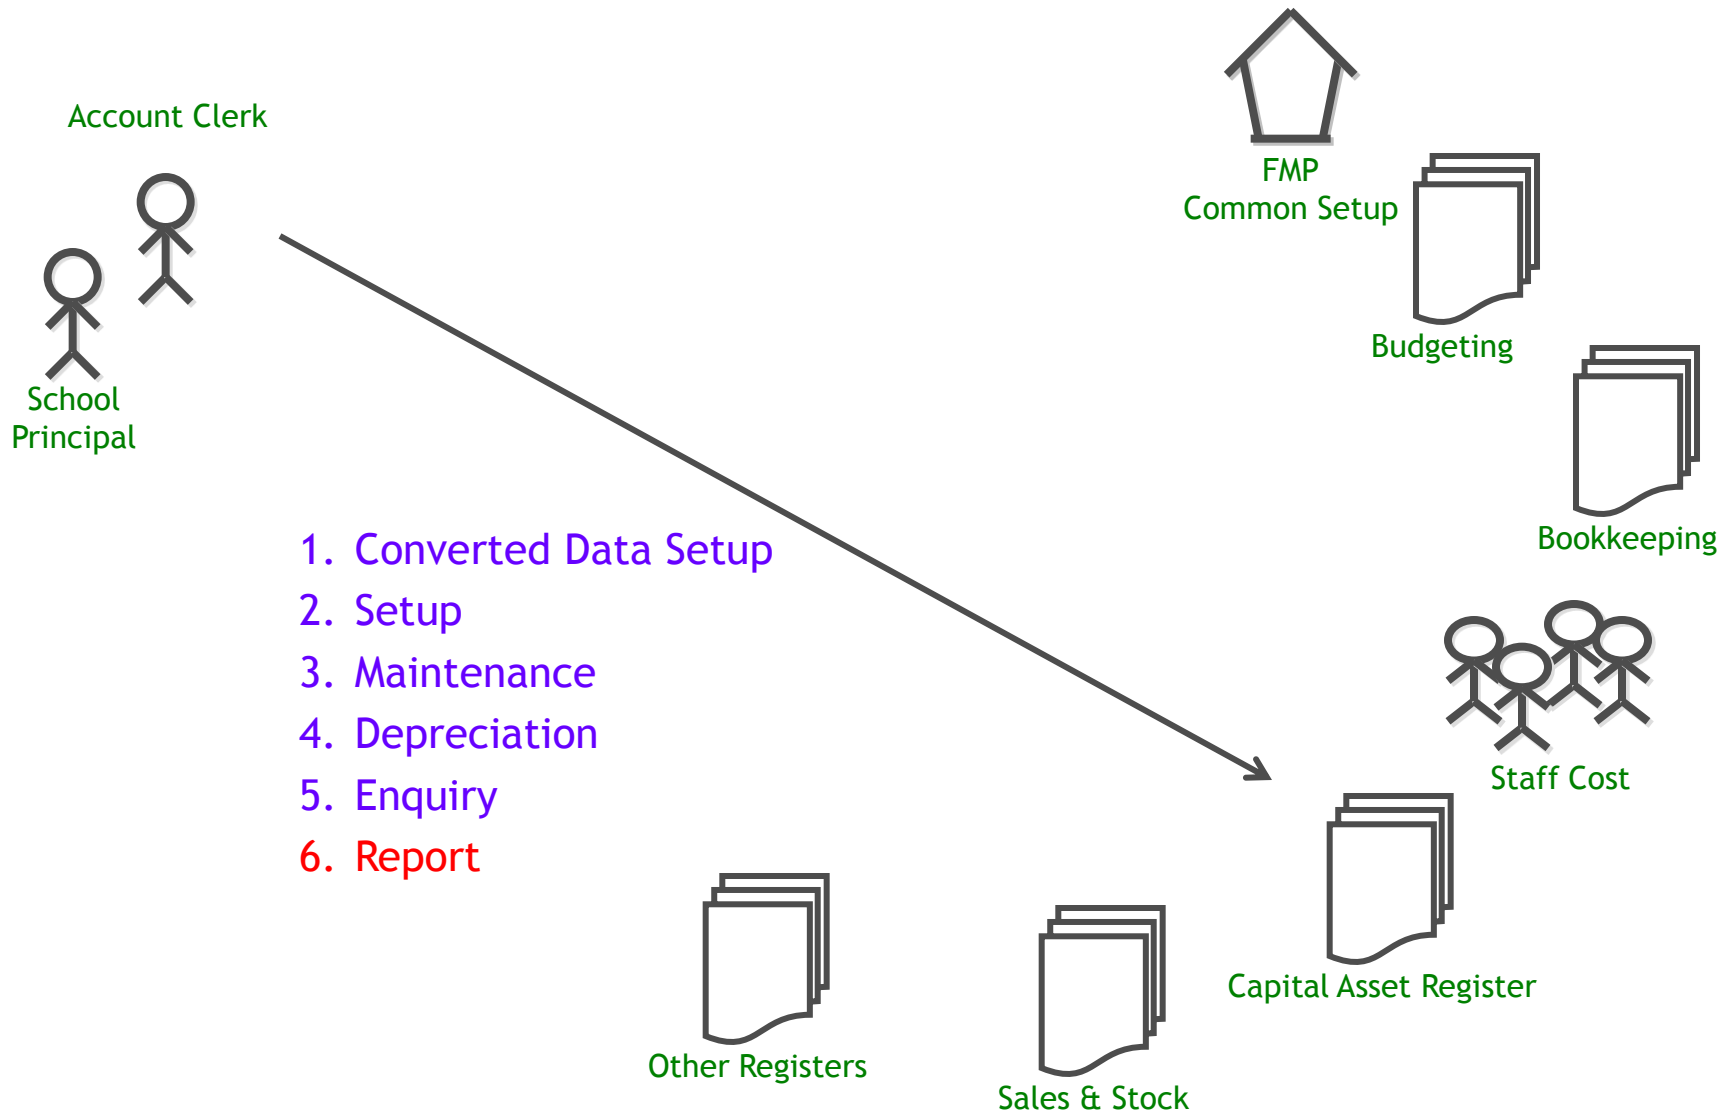 Account Clerk
School
Principal
FMP
Common Setup
Budgeting
Bookkeeping
1. Converted Data Setup
2. Setup
3. Maintenance
4. Depreciation
5. Enquiry
6. Report
Staff Cost
Capital Asset Register
Other Registers
Sales & Stock